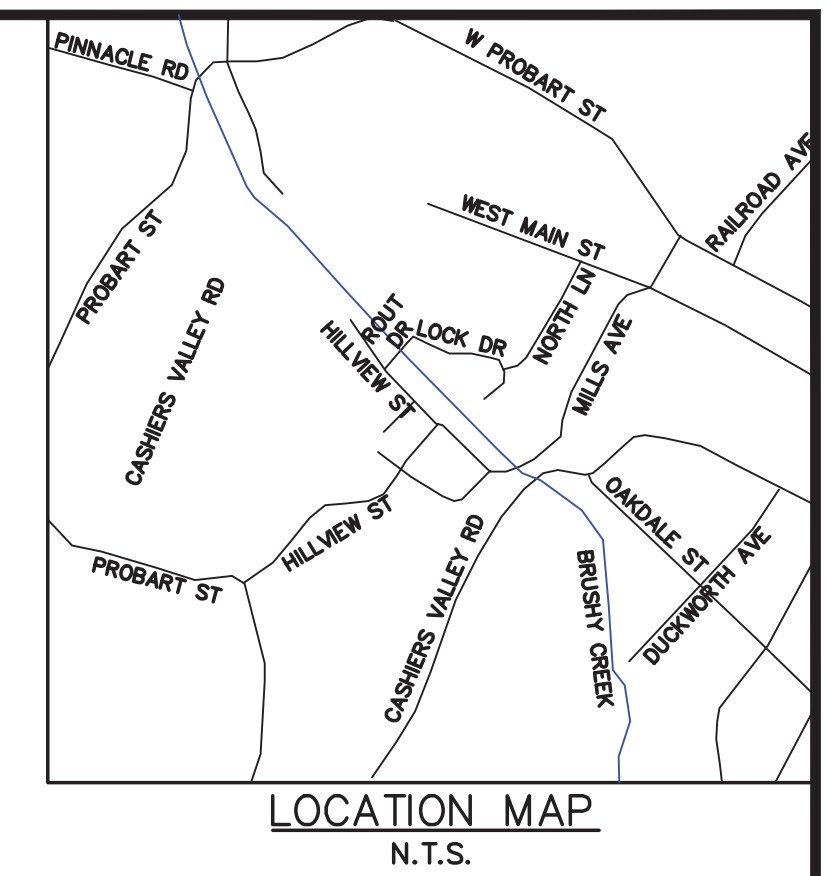 PINNACLE RD
W PROBART ST
RAILROAD AVE
PROBART ST
WEST MAIN ST
CASHIERS VALLEY RD
ROUT
DR
LOCK DR
NORTH LN
HILLVIEW ST
MILLS AVE
OAKDALE ST
HILLVIEW ST
CASHIERS VALLEY RD
DUCKWORTH AVE
BRUSHY CREEK
PROBART ST
LOCATION MAP
N.T.S.